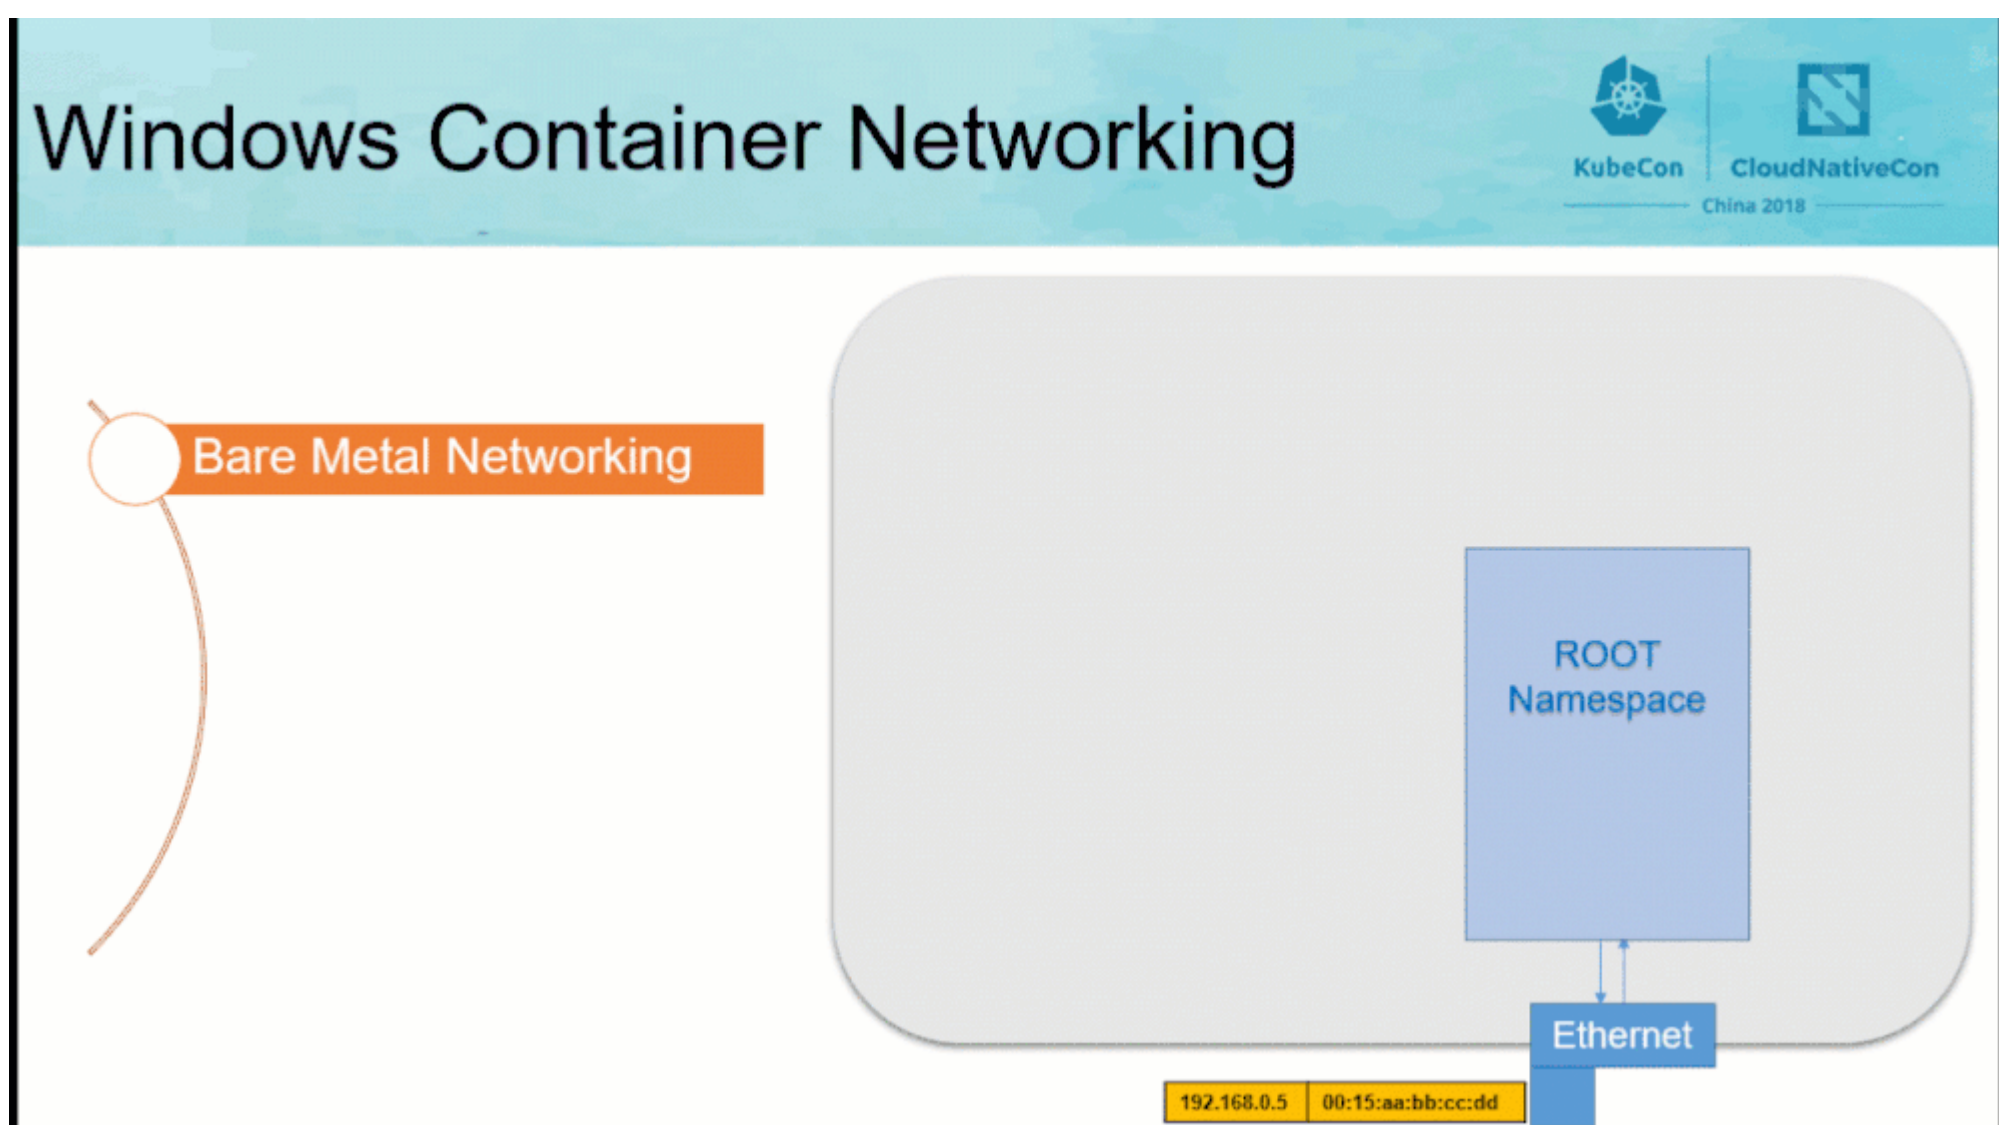 Windows Container Networking
KubeCon
CloudNativeCon
China 2018
Bare Metal Networking
ROOT
Namespace
Ethernet
192.168.0.5
00:15:aa:bb:cc:dd